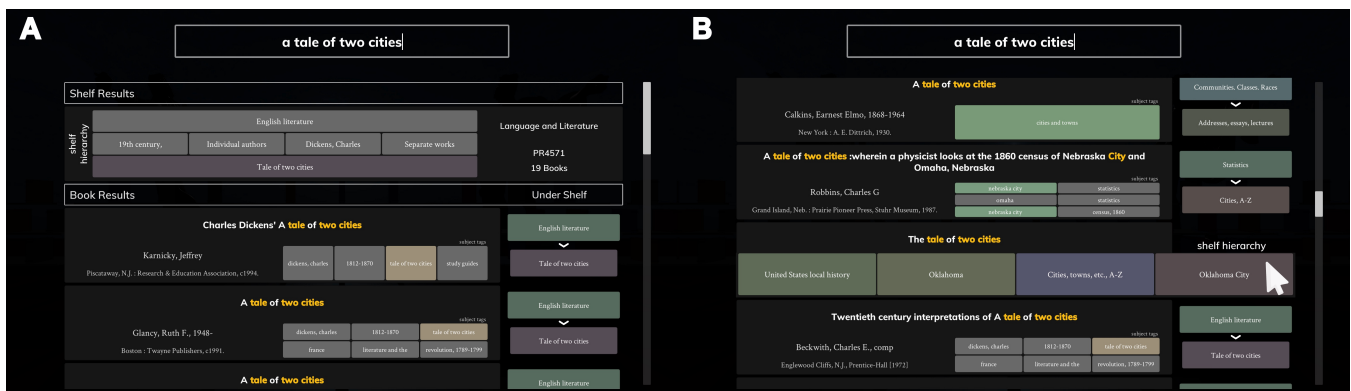 A
a tale of two cities
Shelf Results
shelf hierarchy
English literature
19th century,
Individual authors
Dickens, Charles
Separate works
Tale of two cities
Language and Literature
PR4571
19 Books
Book Results
Under Shelf
Charles Dickens' A tale of two cities
subject tags
Karnicky, Jeffrey
Piscataway, N.J. : Research & Education Association, c1994.
dickens, charles
1812-1870
tale of two cities
study guides
English literature
Tale of two cities
A tale of two cities
subject tags
Glancy, Ruth F., 1948-
Boston : Twayne Publishers, c1991.
dickens, charles
1812-1870
tale of two cities
france
literature and the
revolution, 1789-1799
English literature
Tale of two cities
A tale of two cities
English literature
B
a tale of two cities
A tale of two cities
subject tags
Calkins, Earnest Elmo, 1868-1964
New York : A. E. Dittrich, 1930.
cities and towns
Communities. Classes. Races
Addresses, essays, lectures
A tale of two cities :wherein a physicist looks at the 1860 census of Nebraska City and
Omaha, Nebraska
subject tags
Robbins, Charles G
Grand Island, Neb. : Prairie Pioneer Press, Stuhr Museum, 1987.
nebraska city
statistics
omaha
statistics
nebraska city
census, 1860
Statistics
Cities, A-Z
The tale of two cities
shelf hierarchy
United States local history
Oklahoma
Cities, towns, etc., A-Z
Oklahoma City
Twentieth century interpretations of A tale of two cities
subject tags
Beckwith, Charles E., comp
Englewood Cliffs, N.J., Prentice-Hall [1972]
dickens, charles
1812-1870
tale of two cities
france
literature and the
revolution, 1789-1799
English literature
Tale of two cities